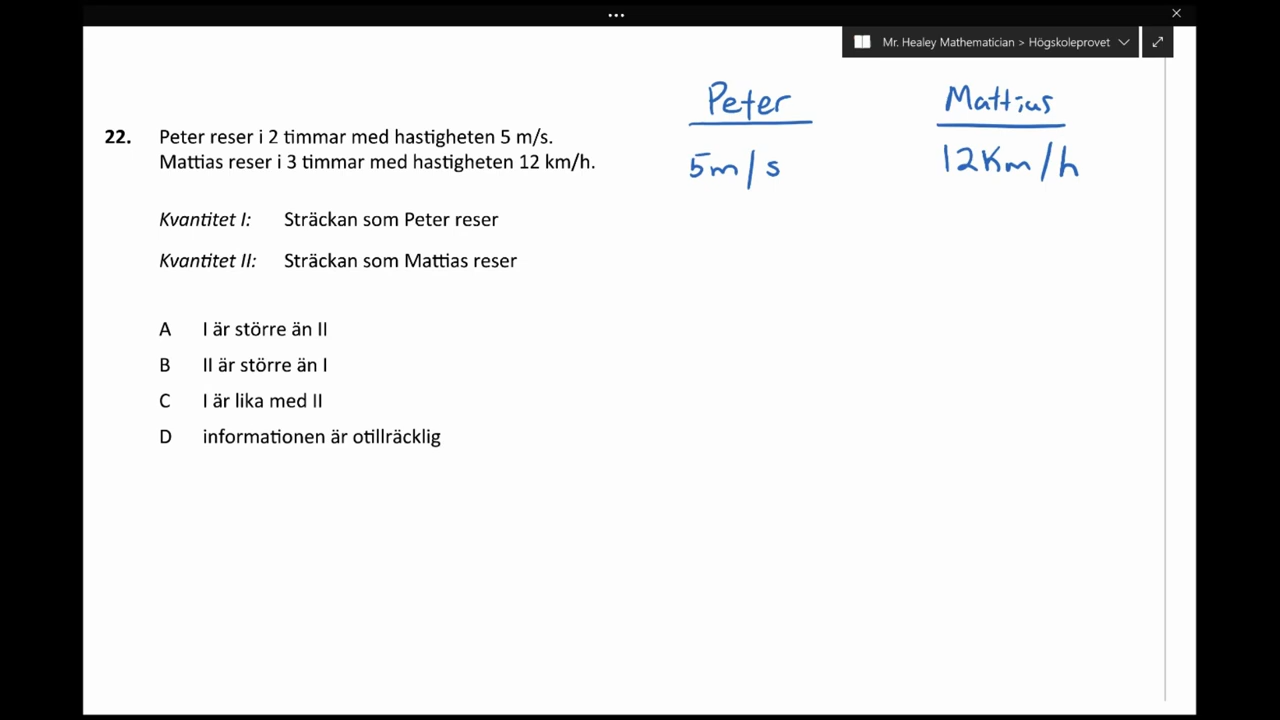 Mr. Healey Mathematician > Högskoleprovet
Peter
Mattius
5m/s
12Km/h
22. Peter reser i 2 timmar med hastigheten 5 m/s.
Mattias reser i 3 timmar med hastigheten 12 km/h.
Kvantitet I: Sträckan som Peter reser
Kvantitet II: Sträckan som Mattias reser
A I är större än II
B II är större än I
C I är lika med II
D informationen är otillräcklig